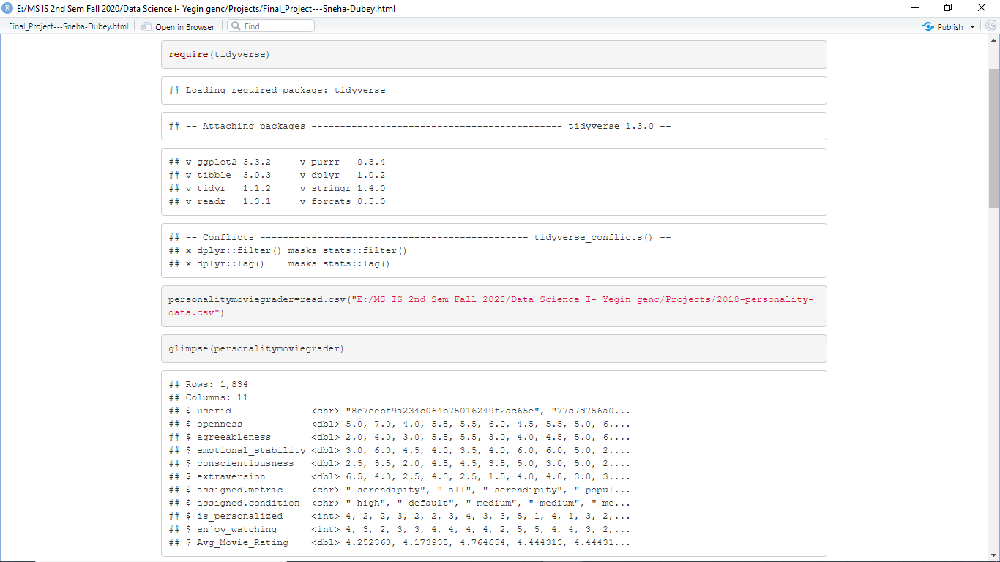 E:/MS IS 2nd Sem Fall 2020/Data Science I- Yegin genc/Projects/Final_Project---Sneha-Dubey.html
Final_Project---Sneha-Dubey.html Open in Browser Find Publish
require(tidyverse)
## Loading required package: tidyverse
## -- Attaching packages -------------------------------------------- tidyverse 1.3.0 --
## v ggplot2 3.3.2     v purrr   0.3.4
## v tibble  3.0.3     v dplyr   1.0.2
## v tidyr   1.1.2     v stringr 1.4.0
## v readr   1.3.1     v forcats 0.5.0
## -- Conflicts ----------------------------------------------- tidyverse_conflicts() --
## x dplyr::filter() masks stats::filter()
## x dplyr::lag()    masks stats::lag()
personalitymoviegrader=read.csv("E:/MS IS 2nd Sem Fall 2020/Data Science I- Yegin genc/Projects/2018-personality-
data.csv")
glimpse(personalitymoviegrader)
## Rows: 1,834
## Columns: 11
## $ userid              <chr> "8e7cebf9a234c064b75016249f2ac65e", "77c7d756a0...
## $ openness            <dbl> 5.0, 7.0, 4.0, 5.5, 5.5, 6.0, 4.5, 5.5, 5.0, 6....
## $ agreeableness       <dbl> 2.0, 4.0, 3.0, 5.5, 5.5, 3.0, 4.0, 4.5, 5.0, 6....
## $ emotional_stability <dbl> 3.0, 6.0, 4.5, 4.0, 3.5, 4.0, 6.0, 6.0, 5.0, 2....
## $ conscientiousness   <dbl> 2.5, 5.5, 2.0, 4.5, 4.5, 3.5, 5.0, 3.0, 5.0, 2....
## $ extraversion        <dbl> 6.5, 4.0, 2.5, 4.0, 2.5, 1.5, 4.0, 4.0, 3.0, 3....
## $ assigned.metric     <chr> " serendipity", " all", " serendipity", " popul...
## $ assigned.condition  <chr> " high", " default", " medium", " medium", " me...
## $ is_personalized     <int> 4, 2, 2, 3, 2, 2, 3, 4, 3, 3, 5, 1, 4, 1, 3, 2,...
## $ enjoy_watching      <int> 4, 3, 2, 3, 3, 4, 4, 4, 4, 2, 5, 5, 4, 4, 3, 2,...
## $ Avg_Movie_Rating    <dbl> 4.252363, 4.173935, 4.764654, 4.444313, 4.44431...